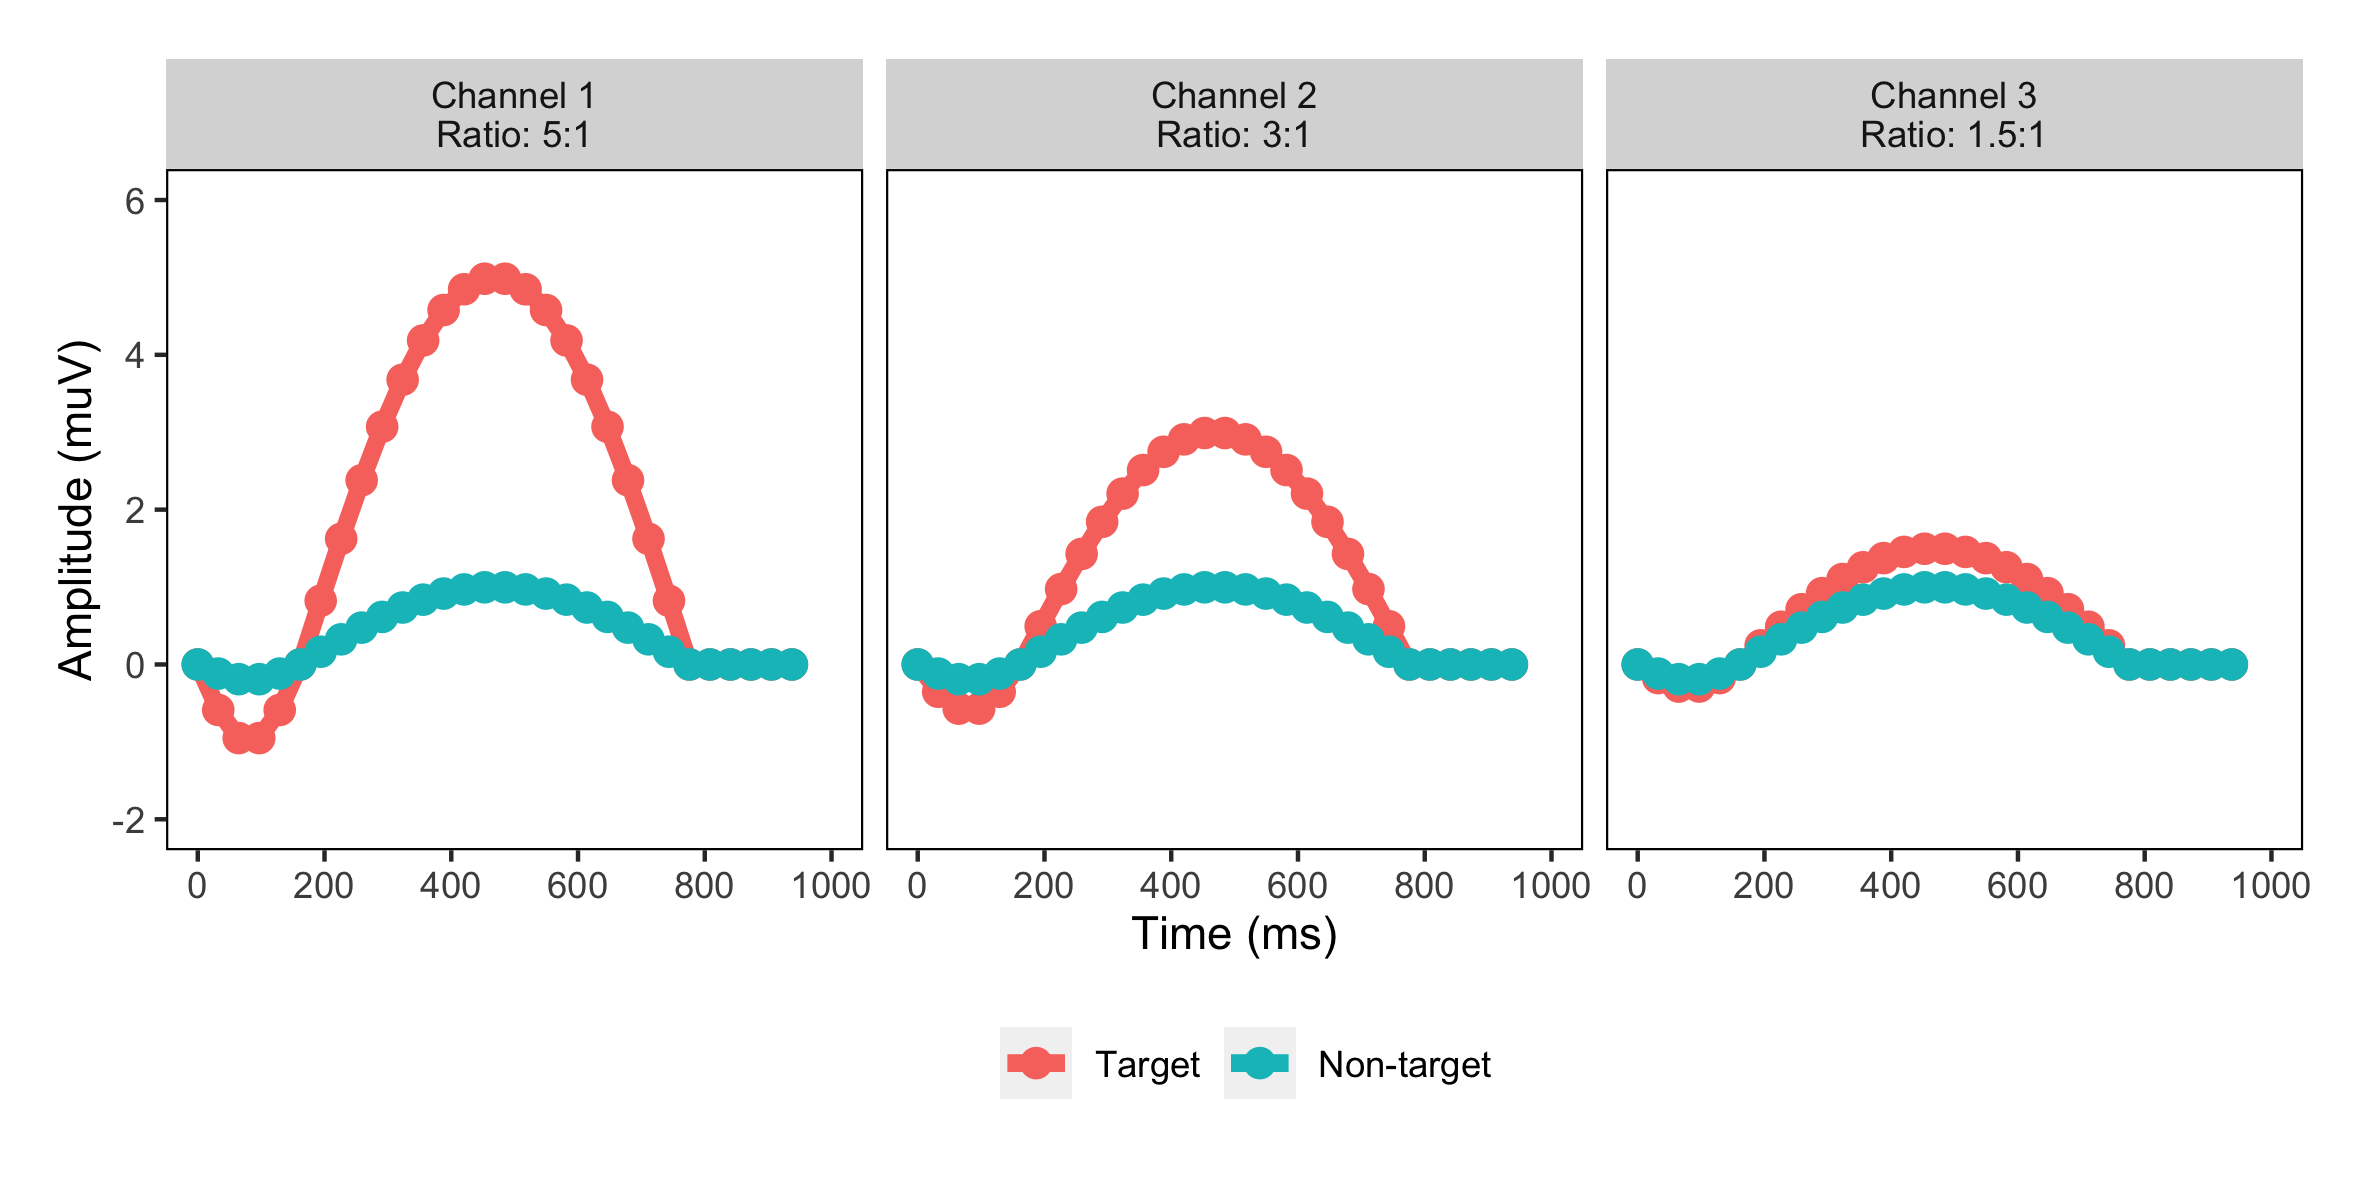 Channel 1
Ratio: 5:1
Channel 2
Ratio: 3:1
Channel 3
Ratio: 1.5:1
Amplitude (muV)
6
4
2
0
-2
0 200 400 600 800 1000
0 200 400 600 800 1000
0 200 400 600 800 1000
Time (ms)
Target
Non-target